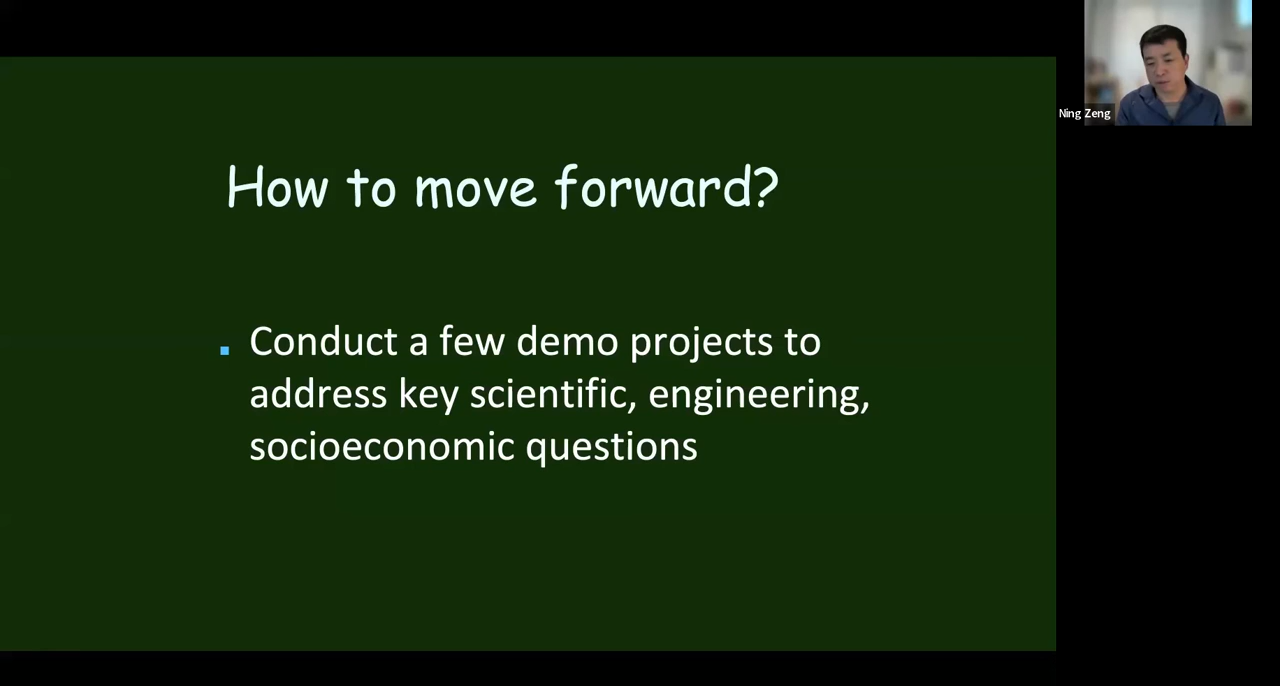 How to move forward?
Conduct a few demo projects to
address key scientific, engineering,
socioeconomic questions
Ning Zeng